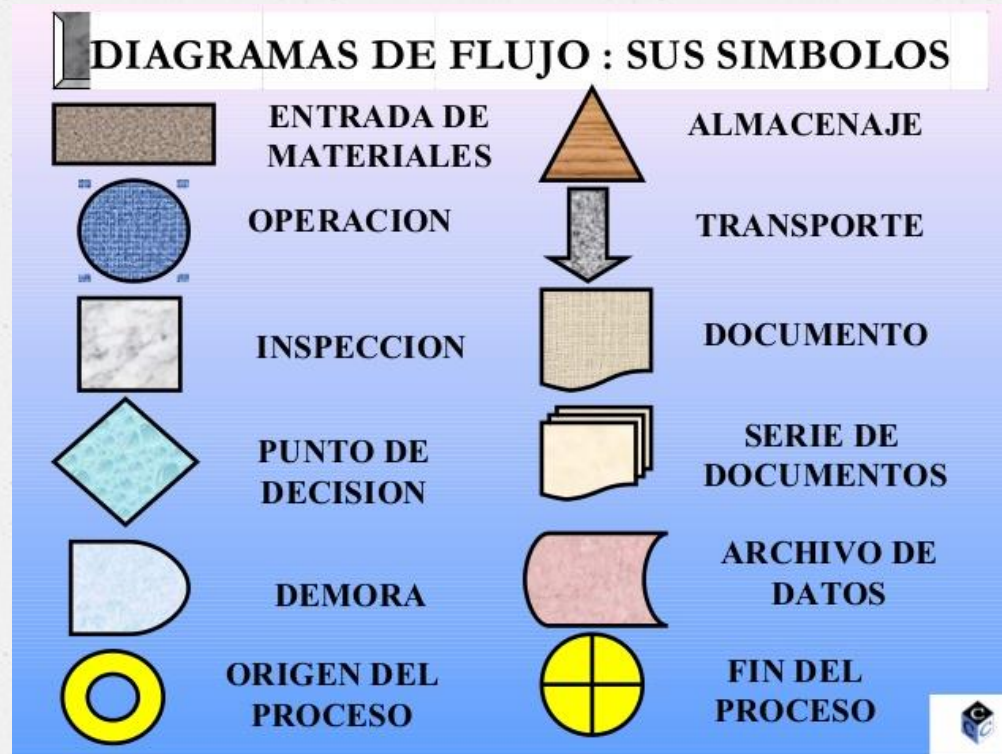 DIAGRAMAS DE FLUJO : SUS SIMBOLOS
ENTRADA DE
MATERIALES
ALMACENAJE
OPERACION
TRANSPORTE
INSPECCION
DOCUMENTO
PUNTO DE
DECISION
SERIE DE
DOCUMENTOS
DEMORA
ARCHIVO DE
DATOS
ORIGEN DEL
PROCESO
FIN DEL
PROCESO